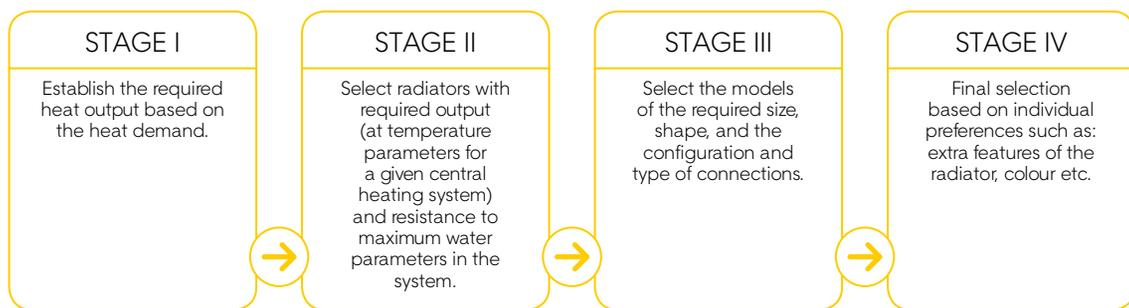 STAGE I
Establish the required
heat output based on
the heat demand.
STAGE II
Select radiators with
required output
(at temperature
parameters for
a given central
heating system)
and resistance to
maximum water
parameters in the
system.
STAGE III
Select the models
of the required size,
shape, and the
configuration and
type of connections.
STAGE IV
Final selection
based on individual
preferences such as:
extra features of the
radiator, colour etc.